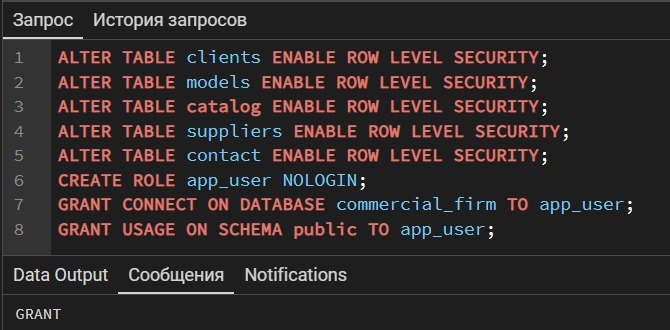 Запрос История запросов
1 ALTER TABLE clients ENABLE ROW LEVEL SECURITY;
2 ALTER TABLE models ENABLE ROW LEVEL SECURITY;
3 ALTER TABLE catalog ENABLE ROW LEVEL SECURITY;
4 ALTER TABLE suppliers ENABLE ROW LEVEL SECURITY;
5 ALTER TABLE contact ENABLE ROW LEVEL SECURITY;
6 CREATE ROLE app_user NOLOGIN;
7 GRANT CONNECT ON DATABASE commercial_firm TO app_user;
8 GRANT USAGE ON SCHEMA public TO app_user;
Data Output Сообщения Notifications
GRANT